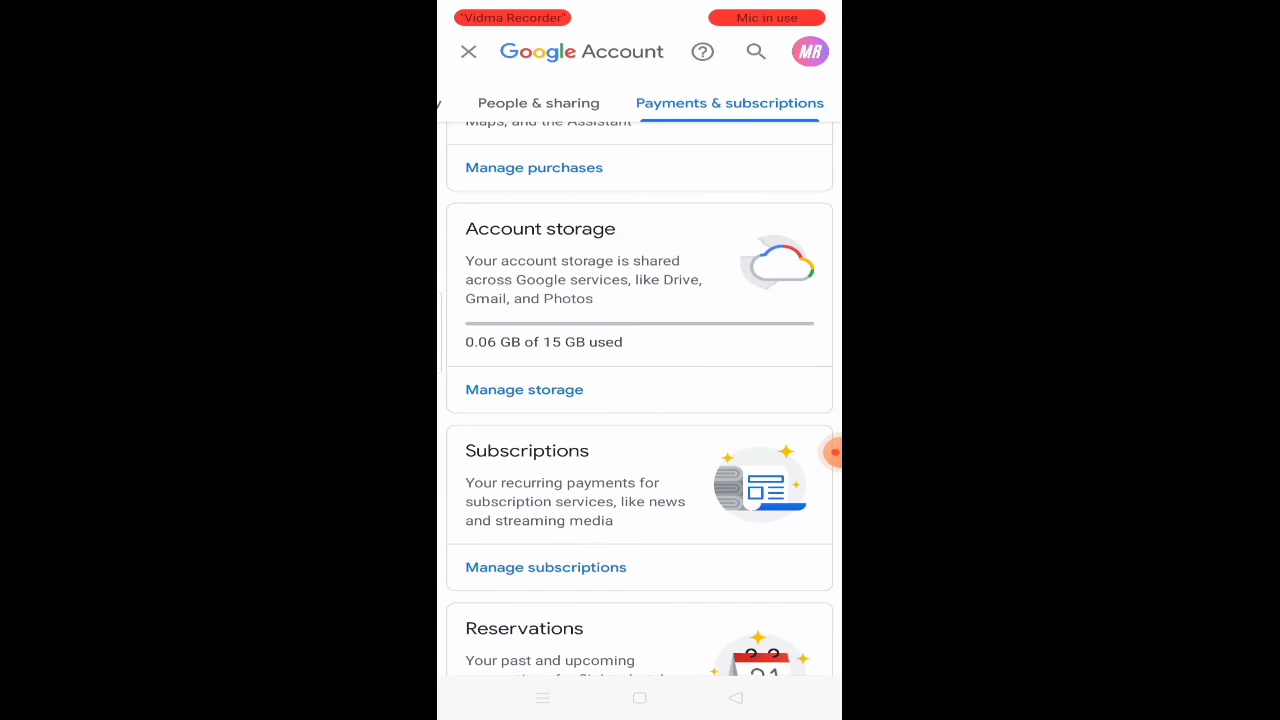 "Vidma Recorder"
Mic in use
Google Account
MR
y
People & sharing
Payments & subscriptions
Maps, and the Assistant
Manage purchases
Account storage
Your account storage is shared
across Google services, like Drive,
Gmail, and Photos
0.06 GB of 15 GB used
Manage storage
Subscriptions
Your recurring payments for
subscription services, like news
and streaming media
Manage subscriptions
Reservations
Your past and upcoming
31